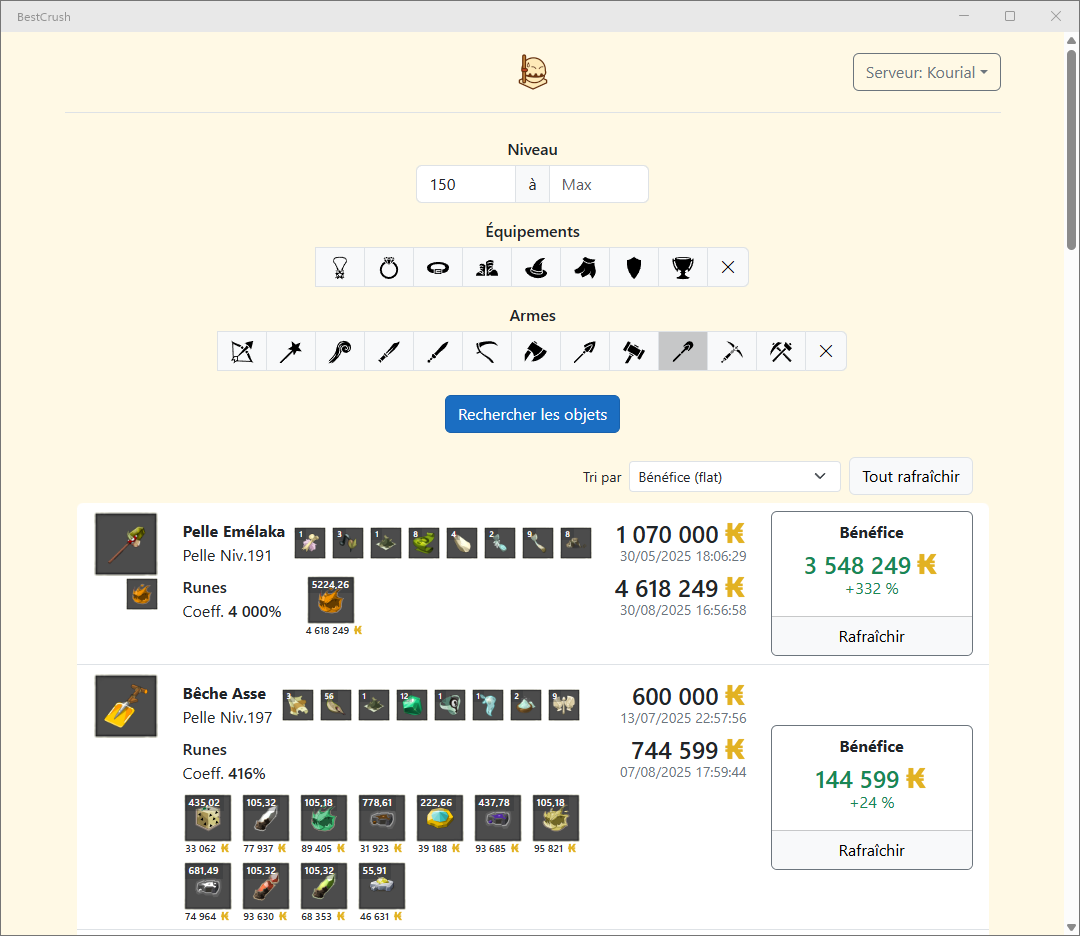 BestCrush
Serveur: Kourial
Niveau
150 à Max
Équipements
Armes
Rechercher les objets
Tri par Bénéfice (flat) Tout rafraîchir
Pelle Emélaka 1 3 1 8 4 2 9 8 1 070 000
Pelle Niv.191 30/05/2025 18:06:29
Runes 5224,26 4 618 249
Coeff. 4 000% 30/08/2025 16:56:58
4 618 249
Bénéfice
3 548 249
+332 %
Rafraîchir
Bêche Asse 3 56 1 12 1 1 2 9 600 000
Pelle Niv.197 13/07/2025 22:57:56
Runes 744 599
Coeff. 416% 07/08/2025 17:59:44
435,02 105,32 105,18 778,61 222,66 437,78 105,18
33 062 77 937 89 405 31 923 39 188 93 685 95 821
681,49 105,32 105,32 55,91
74 964 93 630 68 353 46 631
Bénéfice
144 599
+24 %
Rafraîchir